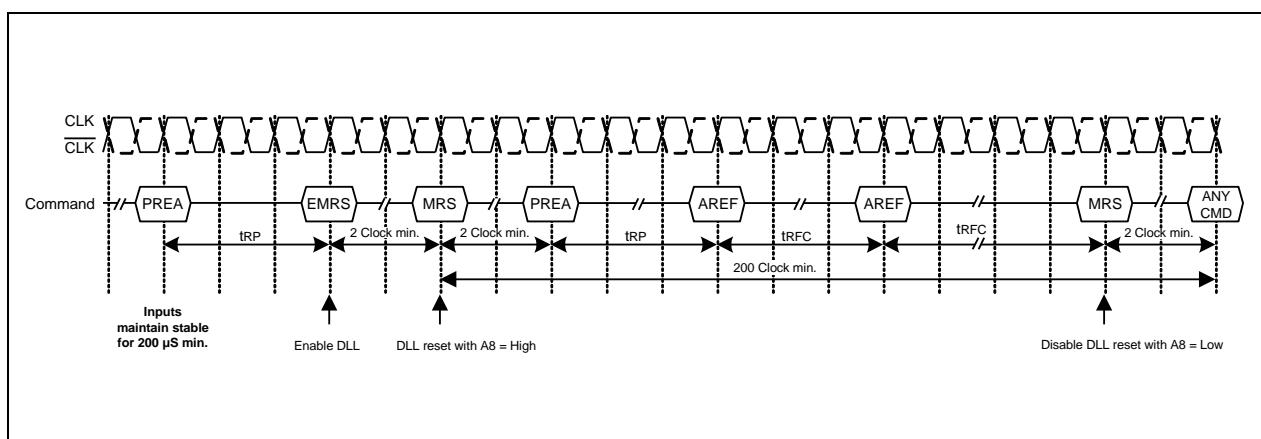 CLK
CLK
Command
PREA
EMRS
MRS
PREA
AREF
AREF
MRS
ANY
CMD
tRP
2 Clock min.
2 Clock min.
tRP
tRFC
tRFC
2 Clock min.
200 Clock min.
Inputs
maintain stable
for 200 µS min.
Enable DLL
DLL reset with A8 = High
Disable DLL reset with A8 = Low